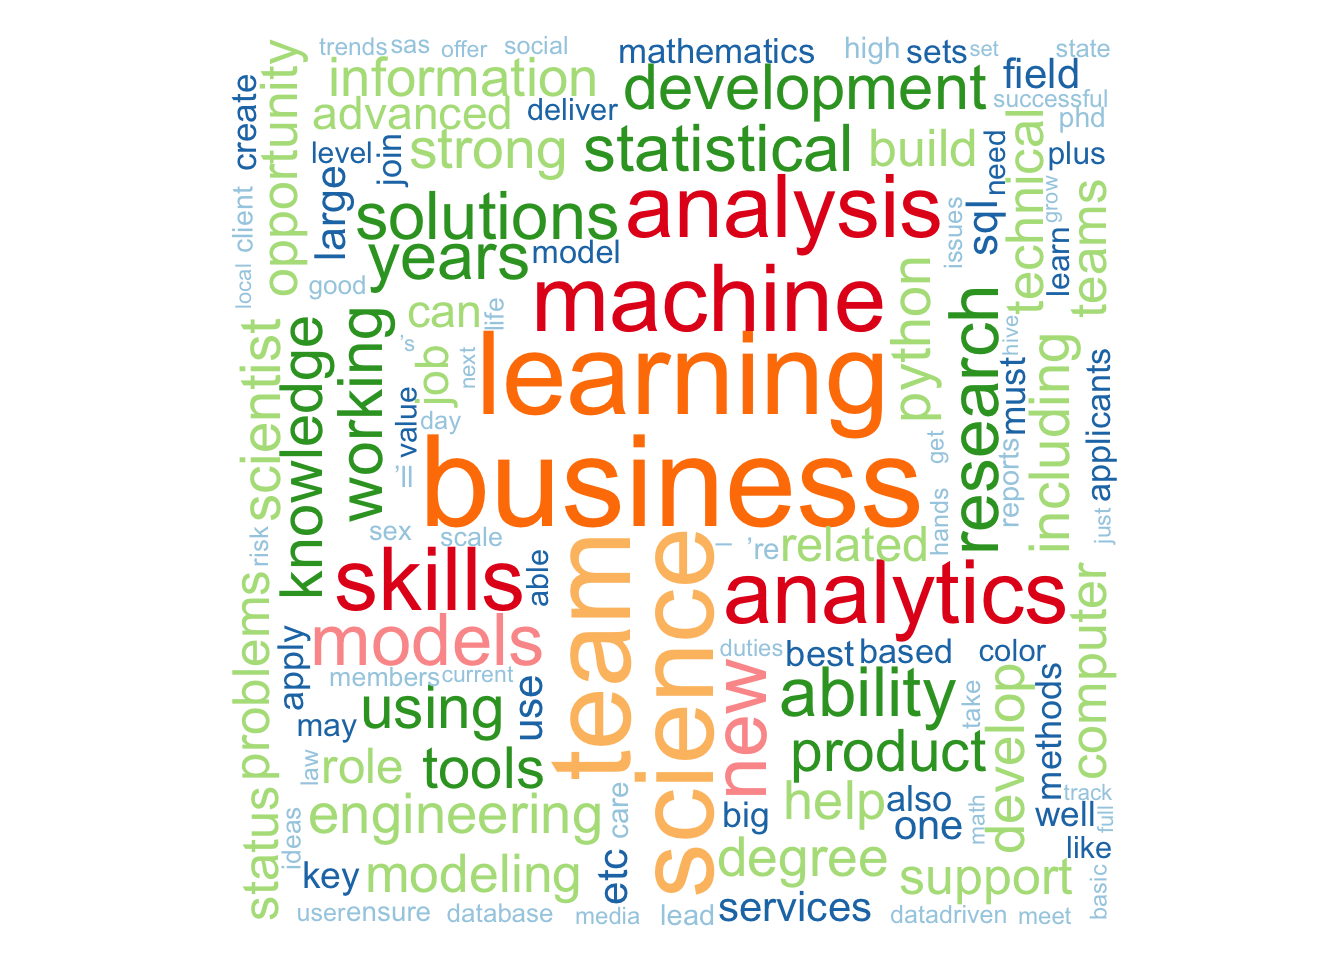 trends sas offer social mathematics high sets set state
information development field
advanced deliver successful
create opportunity level join strong statistical build need technical phd
plus
client large solutions analysis issues sql grow teams
years model learn
local good machine
scientist knowledge working can life python research hive including
's
job next learning must applicants
value day
'll business get reports
risk sex scale – 're related hands just
skills able team science analytics computer
problems apply models duties best based color
members current new ability take develop methods
may using use
law role tools product
status ideas engineering care big help also math track
one well full
like
key modeling etc degree support basic
user ensure database media lead services datadriven meet